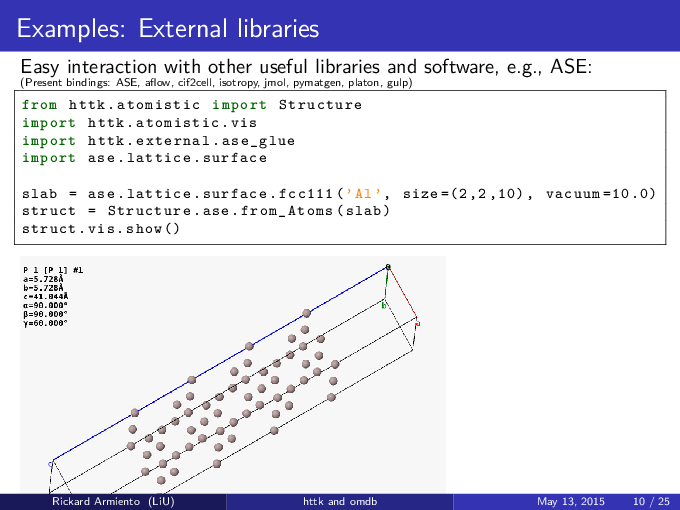 Examples: External libraries
Easy interaction with other useful libraries and software, e.g., ASE:
(Present bindings: ASE, aflow, cif2cell, isotropy, jmol, pymatgen, platon, gulp)
from httk.atomistic import Structure
import httk.atomistic.vis
import httk.external.ase_glue
import ase.lattice.surface
slab = ase.lattice.surface.fcc111('Al', size=(2,2,10), vacuum=10.0)
struct = Structure.ase.from_Atoms(slab)
struct.vis.show()
P 1 [P 1] #1
a=5.728Å
b=5.728Å
c=41.044Å
α=90.000°
β=90.000°
γ=60.000°
b
c
Rickard Armiento (LiU) httk and omdb May 13, 2015 10 / 25